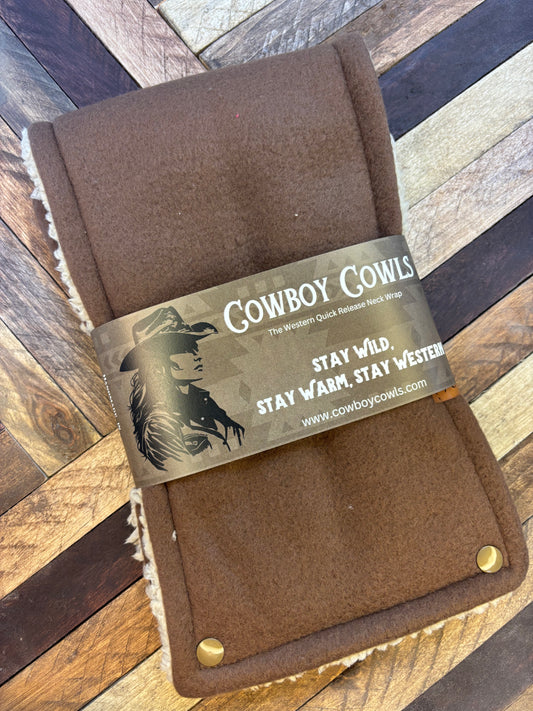 COWBOY COWLS
The Western Quick Release Neck Wrap
STAY WILD,
STAY WARM, STAY WESTERN
www.cowboycowls.com